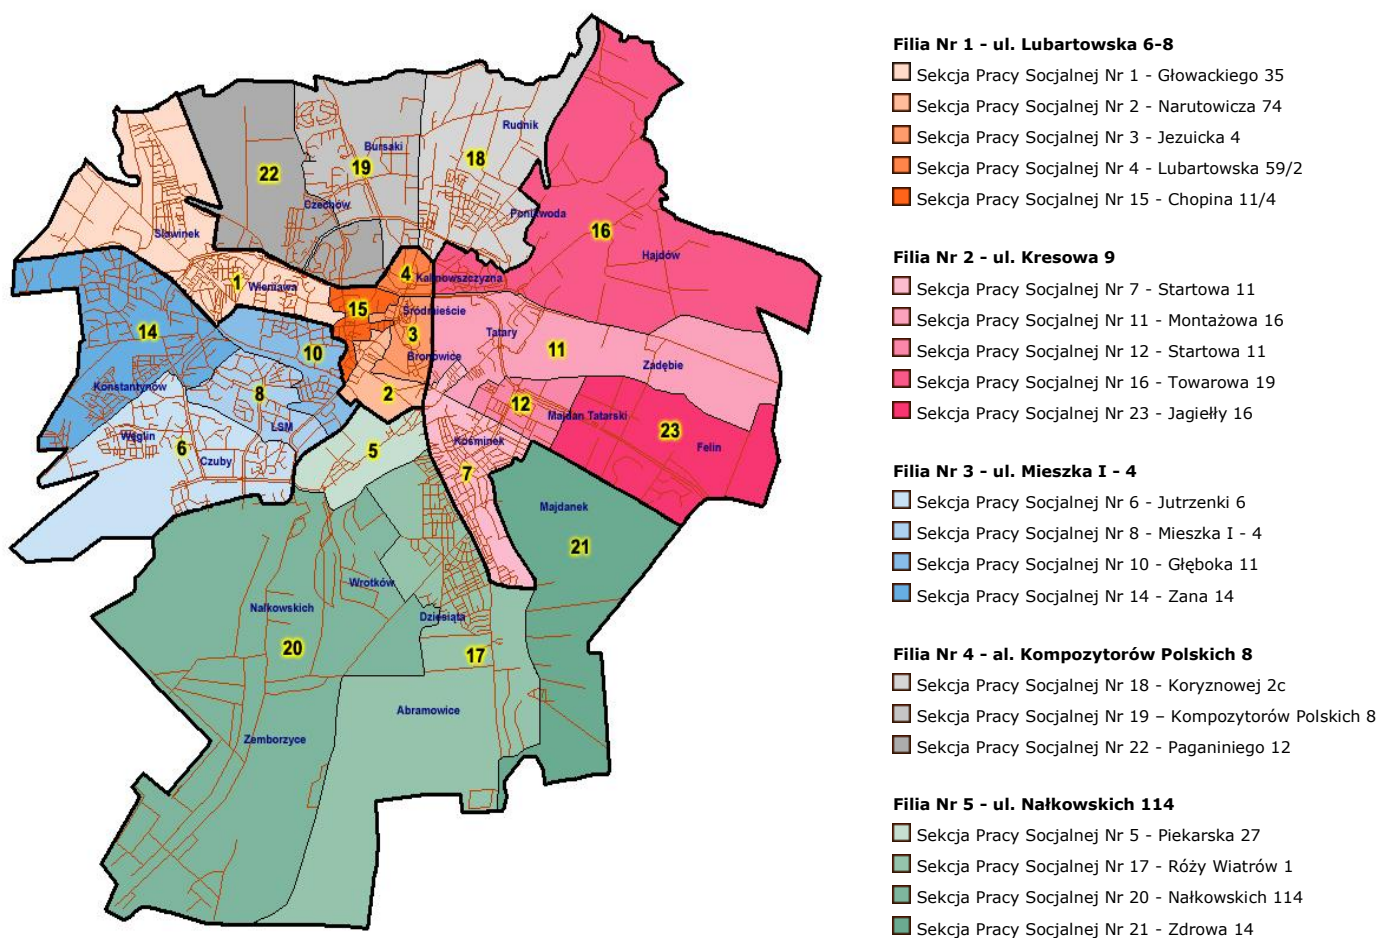 Rudnik
Bursaki
19
18
22
Czechów
Ponikwoda
Sławinek
16
Hajdów
4
Kalinowszczyzna
1
Wieniawa
15
Śródmieście
14
3
Tatary
10
Bronowice
11
Zadębie
Konstantynów
8
2
12
Majdan Tatarski
LSM
23
Węglin
6
Kośminek
Felin
5
Czuby
7
Majdanek
21
Wrotków
Nałkowskich
Dziesiąta
20
17
Abramowice
Zemborzyce
Filia Nr 1 - ul. Lubartowska 6-8
Sekcja Pracy Socjalnej Nr 1 - Głowackiego 35
Sekcja Pracy Socjalnej Nr 2 - Narutowicza 74
Sekcja Pracy Socjalnej Nr 3 - Jezuicka 4
Sekcja Pracy Socjalnej Nr 4 - Lubartowska 59/2
Sekcja Pracy Socjalnej Nr 15 - Chopina 11/4
Filia Nr 2 - ul. Kresowa 9
Sekcja Pracy Socjalnej Nr 7 - Startowa 11
Sekcja Pracy Socjalnej Nr 11 - Montażowa 16
Sekcja Pracy Socjalnej Nr 12 - Startowa 11
Sekcja Pracy Socjalnej Nr 16 - Towarowa 19
Sekcja Pracy Socjalnej Nr 23 - Jagiełły 16
Filia Nr 3 - ul. Mieszka I - 4
Sekcja Pracy Socjalnej Nr 6 - Jutrzenki 6
Sekcja Pracy Socjalnej Nr 8 - Mieszka I - 4
Sekcja Pracy Socjalnej Nr 10 - Głęboka 11
Sekcja Pracy Socjalnej Nr 14 - Zana 14
Filia Nr 4 - al. Kompozytorów Polskich 8
Sekcja Pracy Socjalnej Nr 18 - Koryznowej 2c
Sekcja Pracy Socjalnej Nr 19 – Kompozytorów Polskich 8
Sekcja Pracy Socjalnej Nr 22 - Paganiniego 12
Filia Nr 5 - ul. Nałkowskich 114
Sekcja Pracy Socjalnej Nr 5 - Piekarska 27
Sekcja Pracy Socjalnej Nr 17 - Róży Wiatrów 1
Sekcja Pracy Socjalnej Nr 20 - Nałkowskich 114
Sekcja Pracy Socjalnej Nr 21 - Zdrowa 14